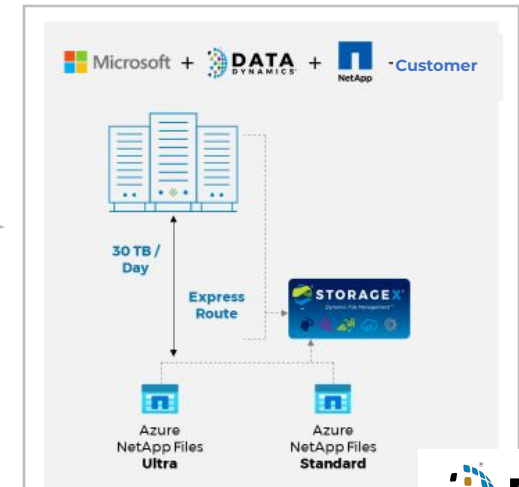 Microsoft + DATA DYNAMICS + NetApp -Customer
30 TB / Day
Express Route
STORAGEX
Dynamic File Management
Azure NetApp Files Ultra
Azure NetApp Files Standard